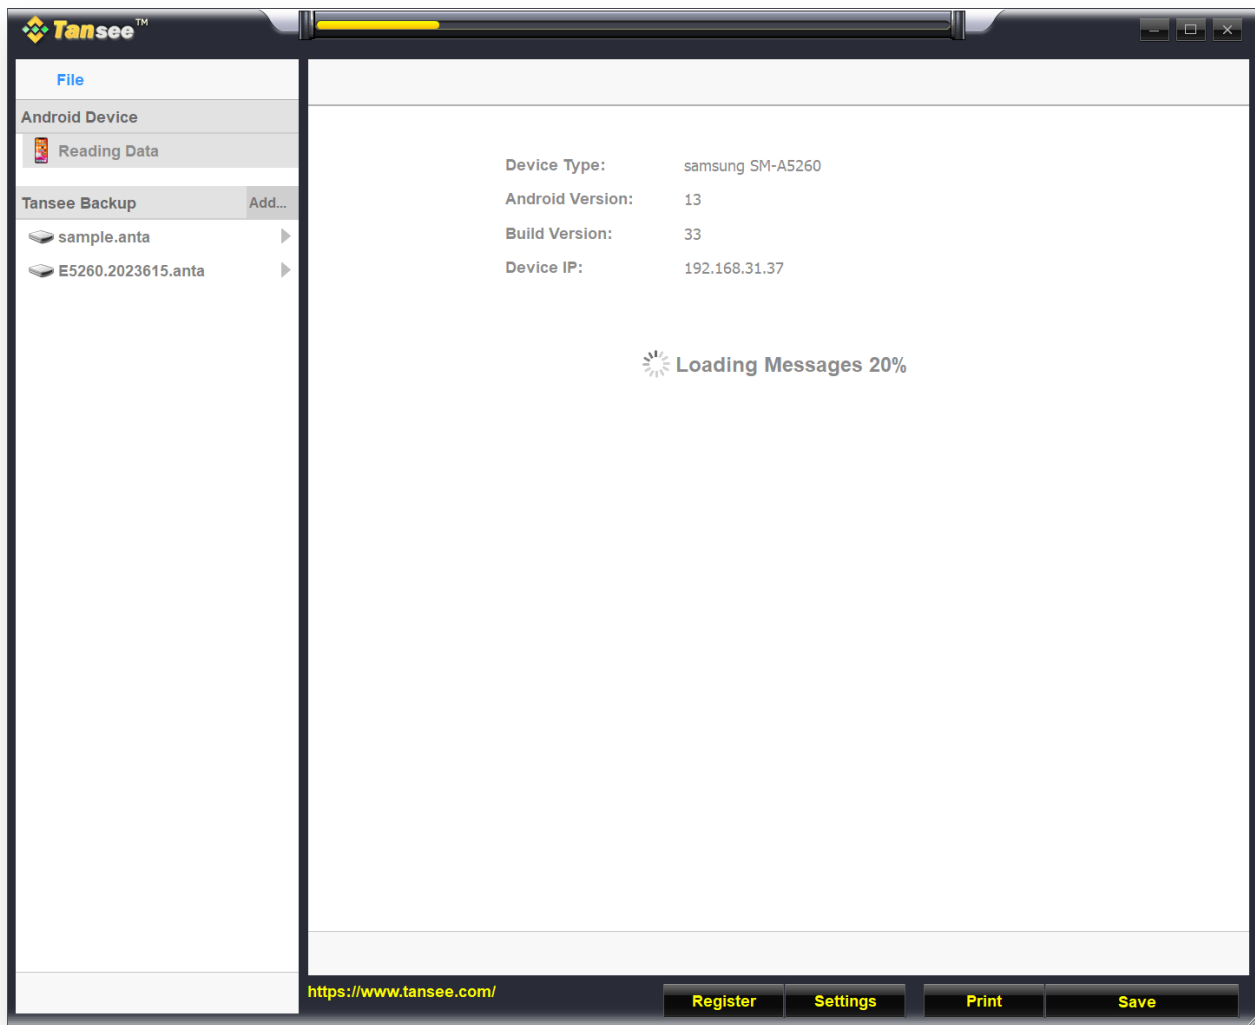 Tansee™
File
Android Device
Reading Data
Tansee Backup Add...
sample.anta
E5260.2023615.anta
Device Type: samsung SM-A5260
Android Version: 13
Build Version: 33
Device IP: 192.168.31.37
Loading Messages 20%
https://www.tansee.com/
Register Settings Print Save